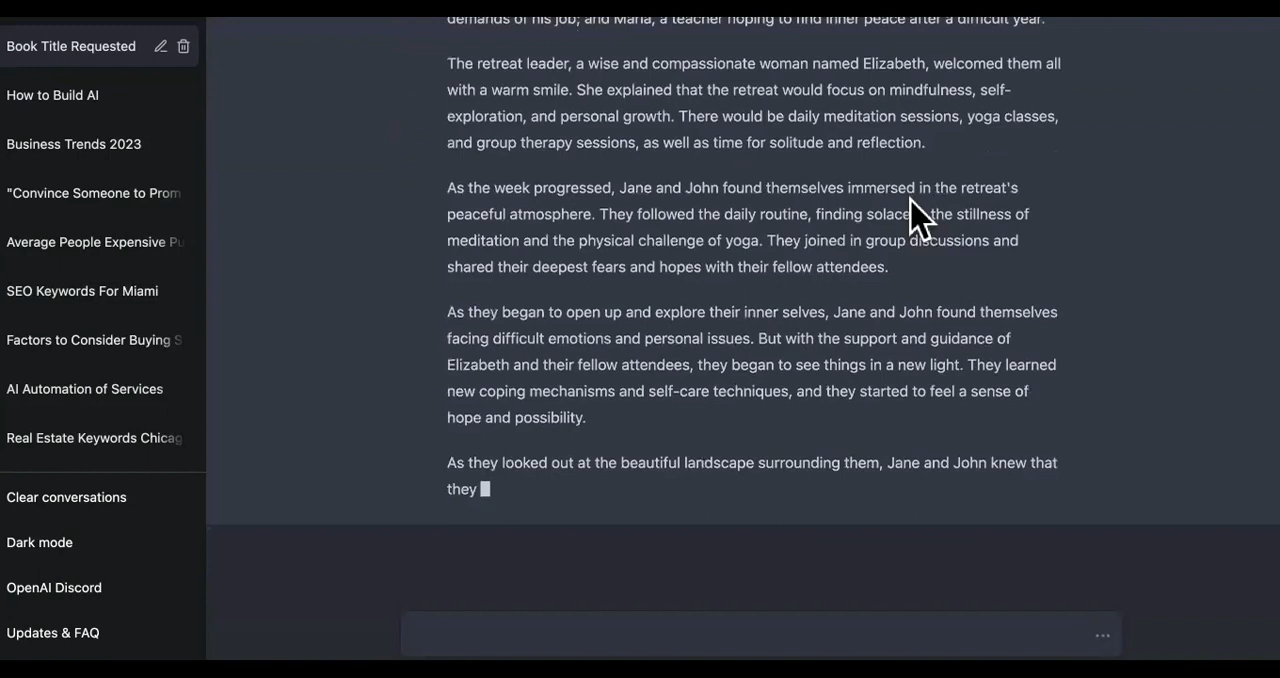 Book Title Requested
How to Build AI
Business Trends 2023
"Convince Someone to Prom
Average People Expensive Pu
SEO Keywords For Miami
Factors to Consider Buying S
AI Automation of Services
Real Estate Keywords Chicag
Clear conversations
Dark mode
OpenAI Discord
Updates & FAQ
demands of his job; and Maria, a teacher hoping to find inner peace after a difficult year.
The retreat leader, a wise and compassionate woman named Elizabeth, welcomed them all
with a warm smile. She explained that the retreat would focus on mindfulness, self-
exploration, and personal growth. There would be daily meditation sessions, yoga classes,
and group therapy sessions, as well as time for solitude and reflection.
As the week progressed, Jane and John found themselves immersed in the retreat's
peaceful atmosphere. They followed the daily routine, finding solace the stillness of
meditation and the physical challenge of yoga. They joined in group discussions and
shared their deepest fears and hopes with their fellow attendees.
As they began to open up and explore their inner selves, Jane and John found themselves
facing difficult emotions and personal issues. But with the support and guidance of
Elizabeth and their fellow attendees, they began to see things in a new light. They learned
new coping mechanisms and self-care techniques, and they started to feel a sense of
hope and possibility.
As they looked out at the beautiful landscape surrounding them, Jane and John knew that
they